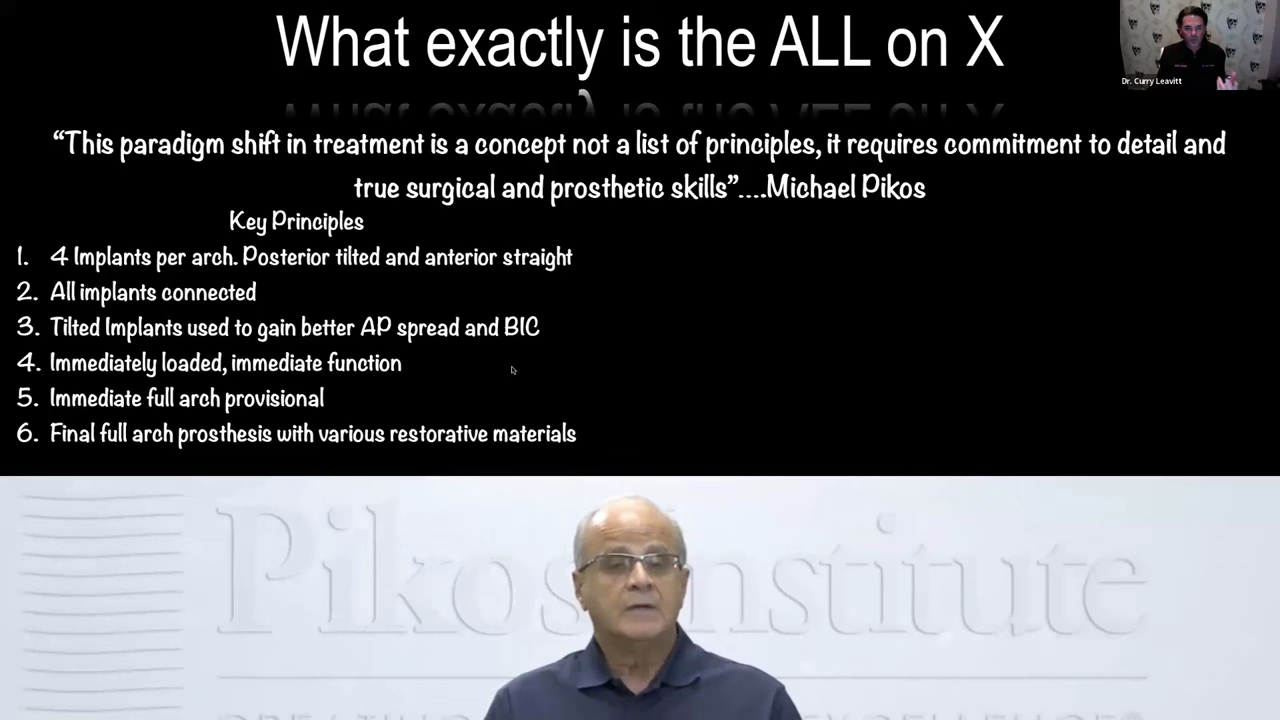 What exactly is the ALL on X
Dr. Curry Leavitt
“This paradigm shift in treatment is a concept not a list of principles, it requires commitment to detail and
true surgical and prosthetic skills”....Michael Pikos
Key Principles
1. 4 Implants per arch. Posterior tilted and anterior straight
2. All implants connected
3. Tilted Implants used to gain better AP spread and BIC
4. Immediately loaded, immediate function
5. Immediate full arch provisional
6. Final full arch prosthesis with various restorative materials
Pikos Institute